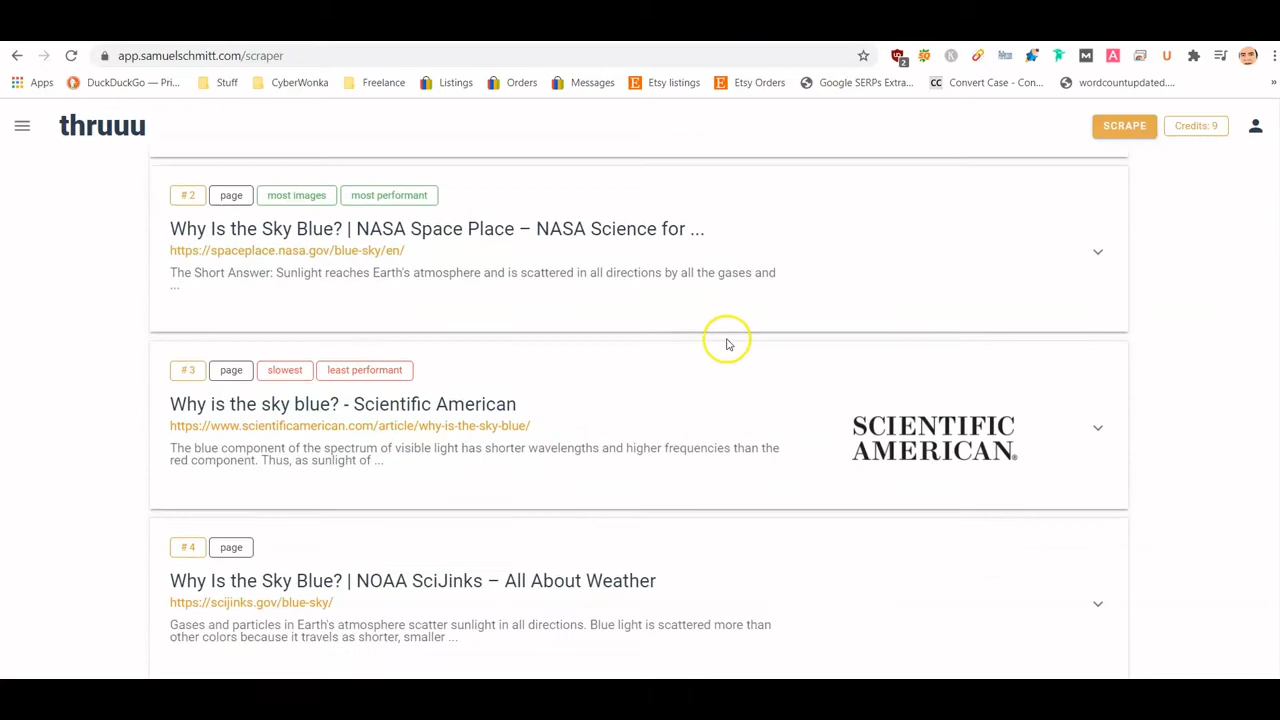 app.samuelschmitt.com/scraper
2
Apps DuckDuckGo — Pri... Stuff CyberWonka Freelance Listings Orders Messages Etsy listings Etsy Orders Google SERPs Extra... CC Convert Case - Con... wordcountupdated.... »
thruuu SCRAPE Credits: 9
# 2 page most images most performant
Why Is the Sky Blue? | NASA Space Place – NASA Science for ...
https://spaceplace.nasa.gov/blue-sky/en/
The Short Answer: Sunlight reaches Earth's atmosphere and is scattered in all directions by all the gases and
...
# 3 page slowest least performant
Why is the sky blue? - Scientific American
https://www.scientificamerican.com/article/why-is-the-sky-blue/
The blue component of the spectrum of visible light has shorter wavelengths and higher frequencies than the
red component. Thus, as sunlight of ...
SCIENTIFIC
AMERICAN®
# 4 page
Why Is the Sky Blue? | NOAA SciJinks – All About Weather
https://scijinks.gov/blue-sky/
Gases and particles in Earth's atmosphere scatter sunlight in all directions. Blue light is scattered more than
other colors because it travels as shorter, smaller ...